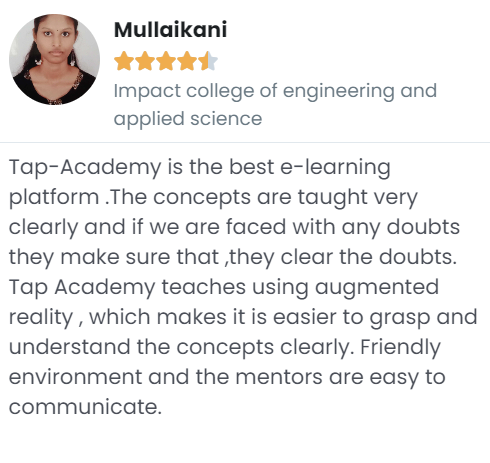 Mullaikani
Impact college of engineering and
applied science
Tap-Academy is the best e-learning
platform .The concepts are taught very
clearly and if we are faced with any doubts
they make sure that ,they clear the doubts.
Tap Academy teaches using augmented
reality , which makes it is easier to grasp and
understand the concepts clearly. Friendly
environment and the mentors are easy to
communicate.